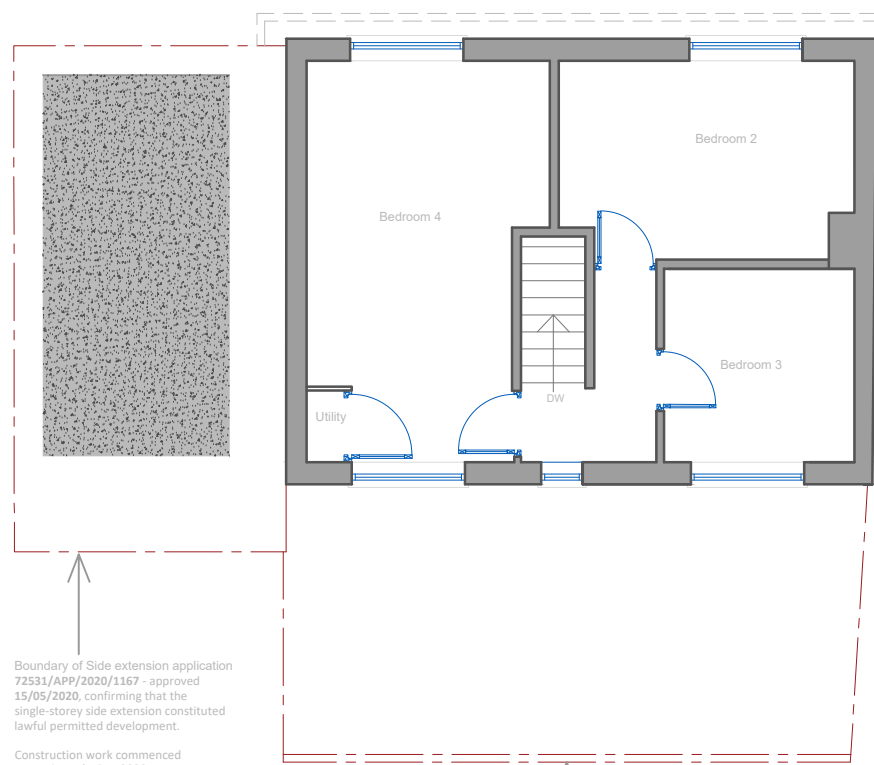 Bedroom 2
Bedroom 4
Bedroom 3
DW
Utility
Boundary of Side extension application
72531/APP/2020/1167 - approved
15/05/2020, confirming that the
single-storey side extension constituted
lawful permitted development.
Construction work commenced